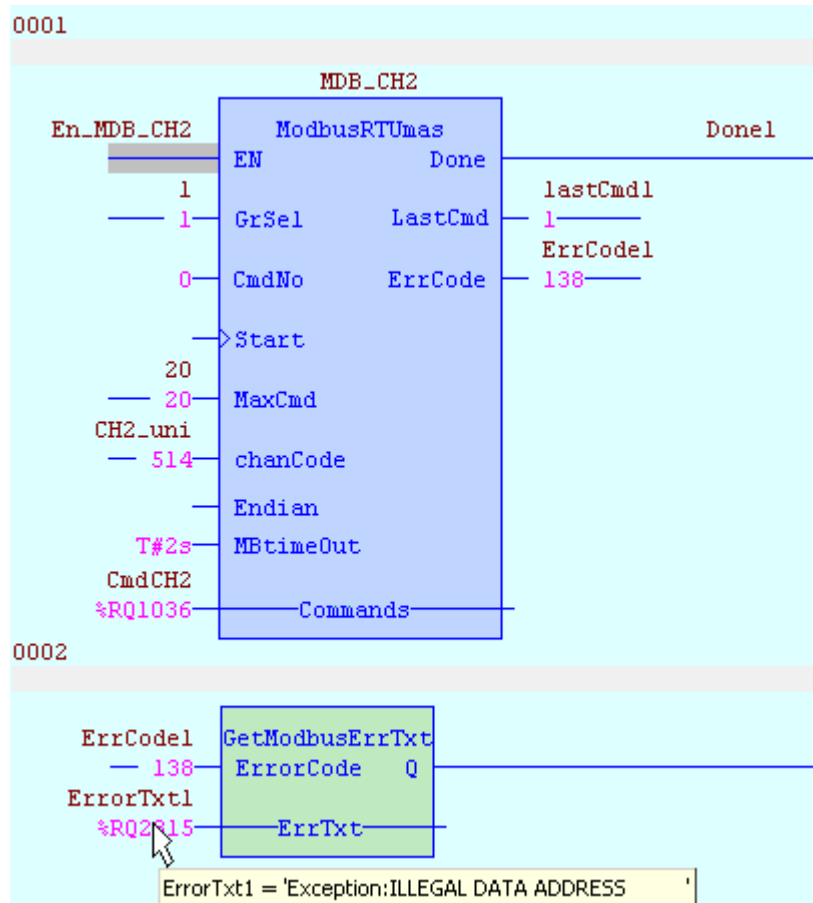 0001
MDB_CH2
En_MDB_CH2 ModbusRTUmas Done1
EN Done
1 lastCmd1
1 GrSel LastCmd 1
ErrCode1
0 CmdNo ErrCode 138
Start
20
20 MaxCmd
CH2_uni
514 chanCode
Endian
T#2s MBtimeOut
CmdCH2
%RQ1036 Commands
0002
ErrCode1 GetModbusErrTxt
138 ErrorCode Q
ErrorTxt1
%RQ2815 ErrTxt
ErrorTxt1 = 'Exception:ILLEGAL DATA ADDRESS '